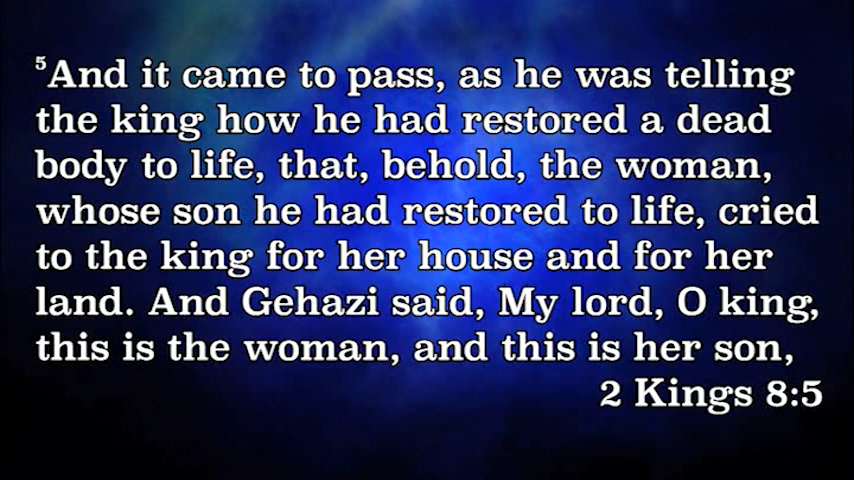 ⁵And it came to pass, as he was telling
the king how he had restored a dead
body to life, that, behold, the woman,
whose son he had restored to life, cried
to the king for her house and for her
land. And Gehazi said, My lord, O king,
this is the woman, and this is her son,
2 Kings 8:5